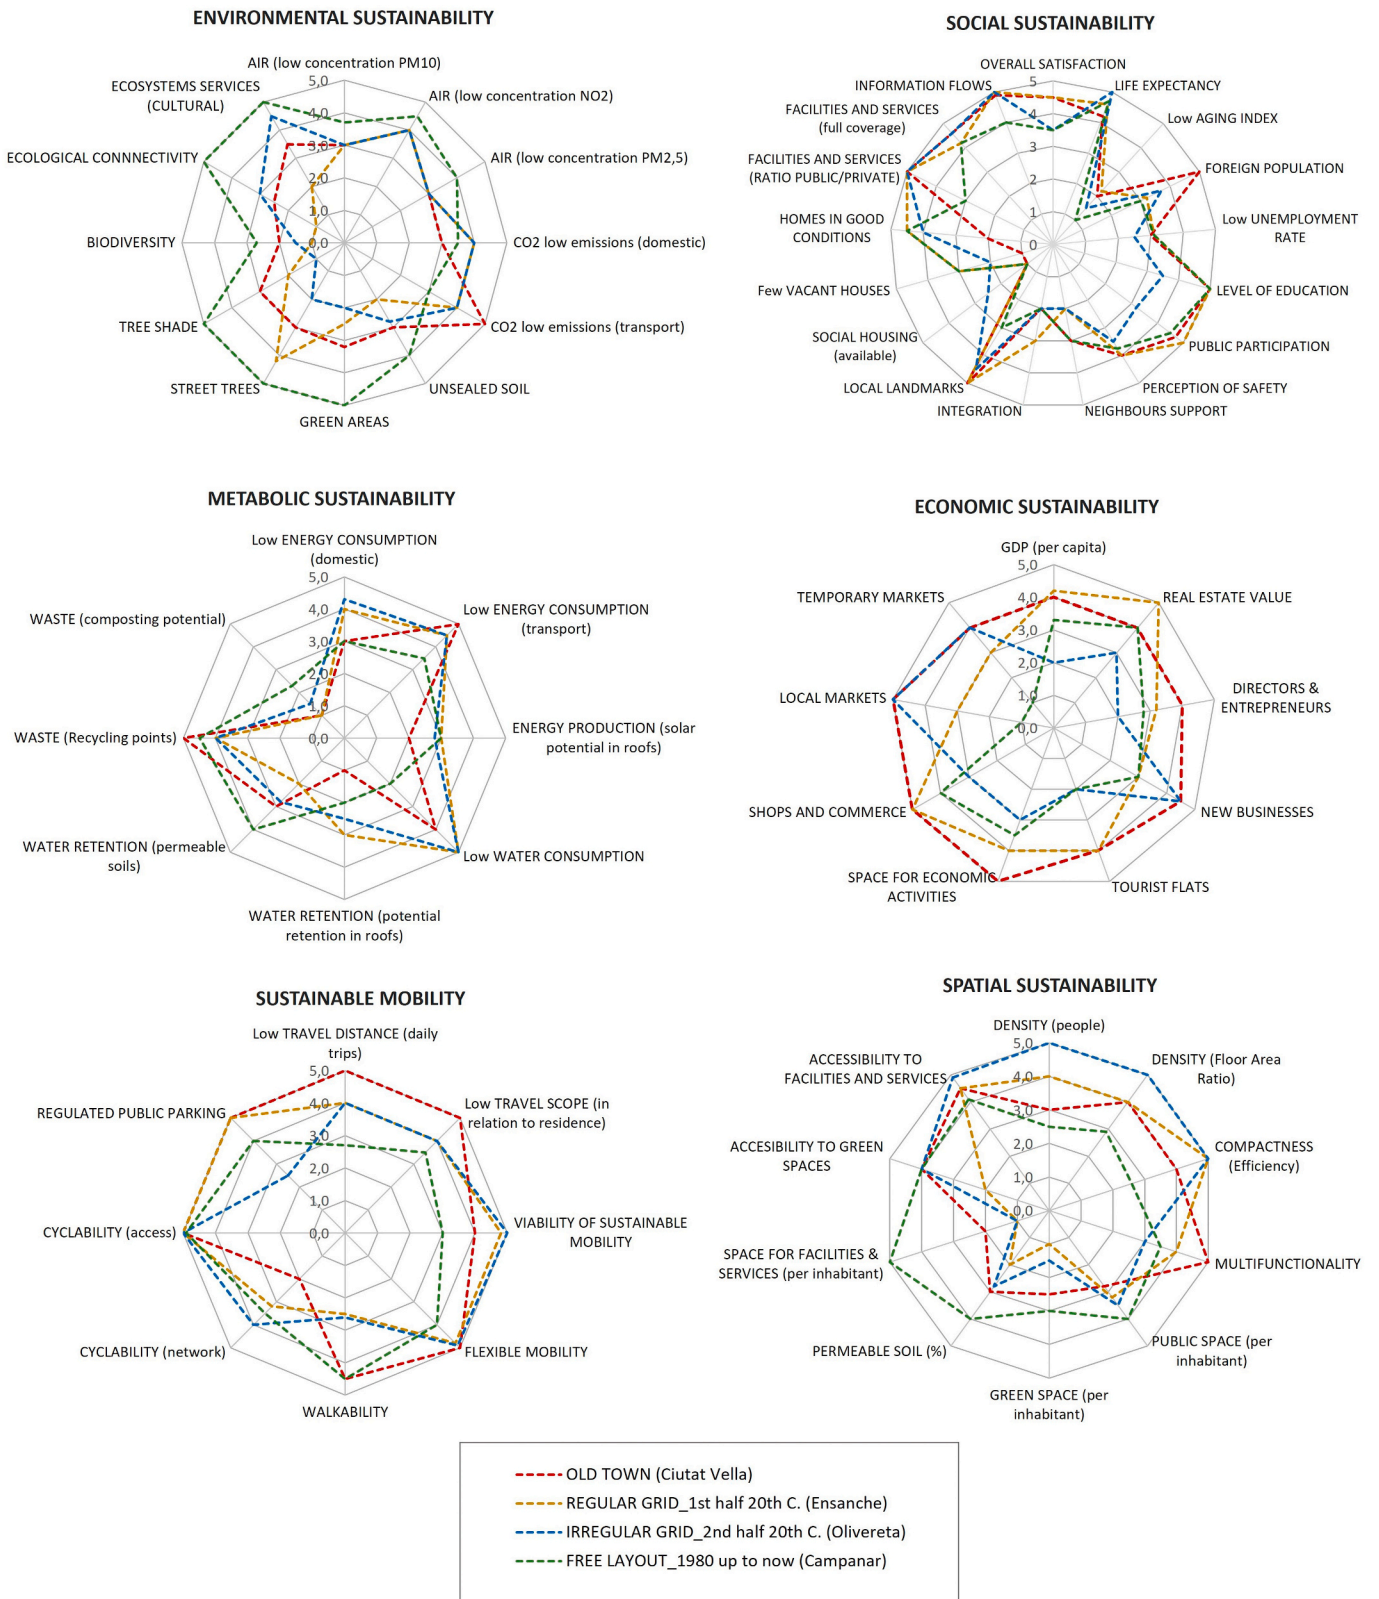 ENVIRONMENTAL SUSTAINABILITY
AIR (low concentration PM10)
AIR (low concentration NO2)
AIR (low concentration PM2,5)
CO2 low emissions (domestic)
CO2 low emissions (transport)
UNSEALED SOIL
GREEN AREAS
STREET TREES
TREE SHADE
BIODIVERSITY
ECOLOGICAL CONNNECTIVITY
ECOSYSTEMS SERVICES
(CULTURAL)
5,0
4,0
3,0
2,0
1,0
0,0
SOCIAL SUSTAINABILITY
OVERALL SATISFACTION
LIFE EXPECTANCY
Low AGING INDEX
FOREIGN POPULATION
Low UNEMPLOYMENT
RATE
LEVEL OF EDUCATION
PUBLIC PARTICIPATION
PERCEPTION OF SAFETY
NEIGHBOURS SUPPORT
INTEGRATION
LOCAL LANDMARKS
SOCIAL HOUSING
(available)
Few VACANT HOUSES
HOMES IN GOOD
CONDITIONS
FACILITIES AND SERVICES
(RATIO PUBLIC/PRIVATE)
FACILITIES AND SERVICES
(full coverage)
INFORMATION FLOWS
5
4
3
2
1
0
METABOLIC SUSTAINABILITY
Low ENERGY CONSUMPTION
(domestic)
Low ENERGY CONSUMPTION
(transport)
ENERGY PRODUCTION (solar
potential in roofs)
Low WATER CONSUMPTION
WATER RETENTION (potential
retention in roofs)
WATER RETENTION (permeable
soils)
WASTE (Recycling points)
WASTE (composting potential)
5,0
4,0
3,0
2,0
1,0
0,0
ECONOMIC SUSTAINABILITY
GDP (per capita)
REAL ESTATE VALUE
DIRECTORS &
ENTREPRENEURS
NEW BUSINESSES
TOURIST FLATS
SPACE FOR ECONOMIC
ACTIVITIES
SHOPS AND COMMERCE
LOCAL MARKETS
TEMPORARY MARKETS
5,0
4,0
3,0
2,0
1,0
0,0
SUSTAINABLE MOBILITY
Low TRAVEL DISTANCE (daily
trips)
Low TRAVEL SCOPE (in
relation to residence)
VIABILITY OF SUSTAINABLE
MOBILITY
FLEXIBLE MOBILITY
WALKABILITY
CYCLABILITY (network)
CYCLABILITY (access)
REGULATED PUBLIC PARKING
5,0
4,0
3,0
2,0
1,0
0,0
SPATIAL SUSTAINABILITY
DENSITY (people)
DENSITY (Floor Area
Ratio)
COMPACTNESS
(Efficiency)
MULTIFUNCTIONALITY
PUBLIC SPACE (per
inhabitant)
GREEN SPACE (per
inhabitant)
PERMEABLE SOIL (%)
SPACE FOR FACILITIES &
SERVICES (per inhabitant)
ACCESIBILITY TO GREEN
SPACES
ACCESSIBILITY TO
FACILITIES AND SERVICES
5,0
4,0
3,0
2,0
1,0
0,0
OLD TOWN (Ciutat Vella)
REGULAR GRID_1st half 20th C. (Ensanche)
IRREGULAR GRID_2nd half 20th C. (Olivereta)
FREE LAYOUT_1980 up to now (Campanar)